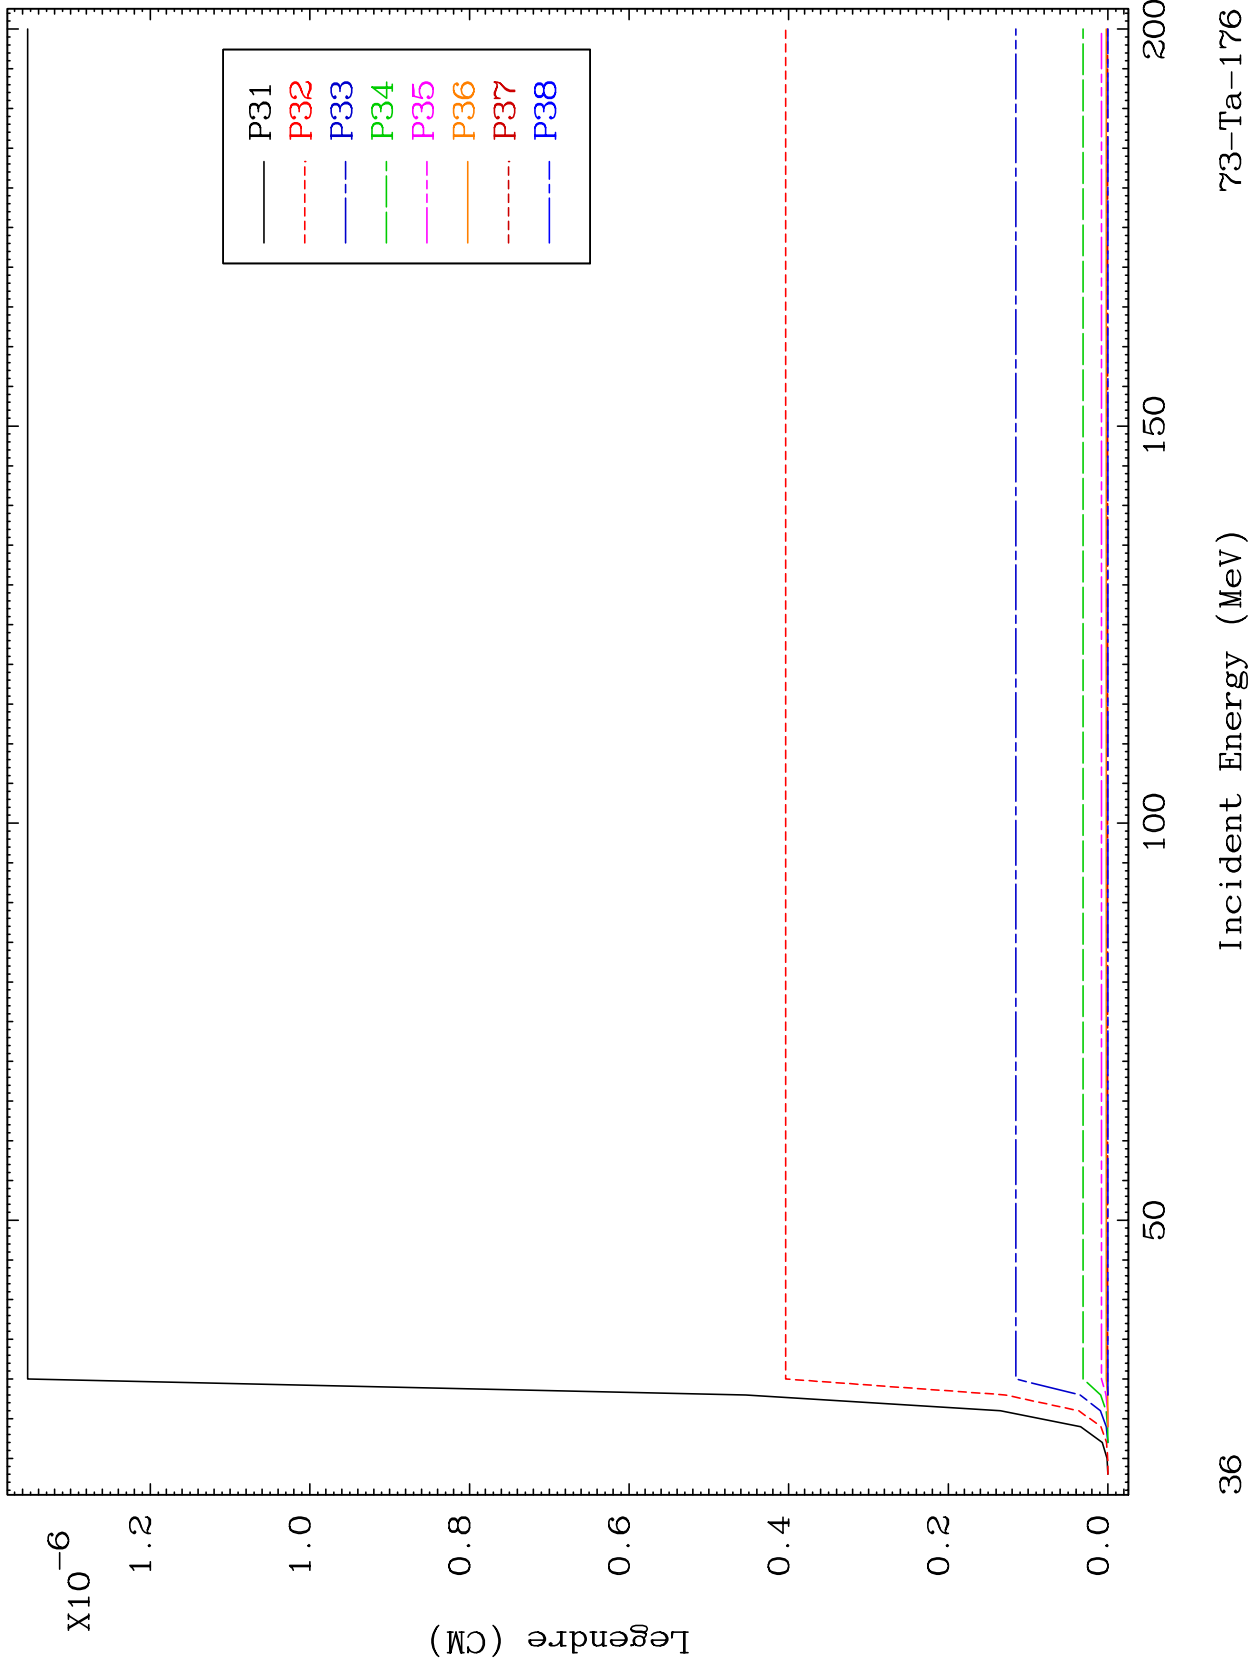 X10-6
1.2
1.0
0.8
0.6
0.4
0.2
0.0
Legendre (CM)
P31
P32
P33
P34
P35
P36
P37
P38
50
100
150
200
Incident Energy (MeV)
36
73-Ta-176